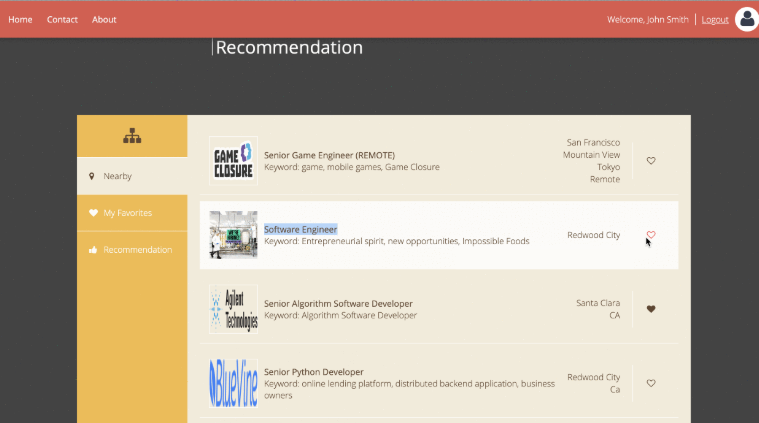 Home Contact About Welcome, John Smith Logout
Recommendation
Nearby
My Favorites
Recommendation
GAME CLOSURE
Senior Game Engineer (REMOTE)
Keyword: game, mobile games, Game Closure
San Francisco
Mountain View
Tokyo
Remote
Software Engineer
Keyword: Entrepreneurial spirit, new opportunities, Impossible Foods
Redwood City
Agilent
Technologies
Senior Algorithm Software Developer
Keyword: Algorithm Software Developer
Santa Clara
CA
BlueVine
Senior Python Developer
Keyword: online lending platform, distributed backend application, business
owners
Redwood City
Ca